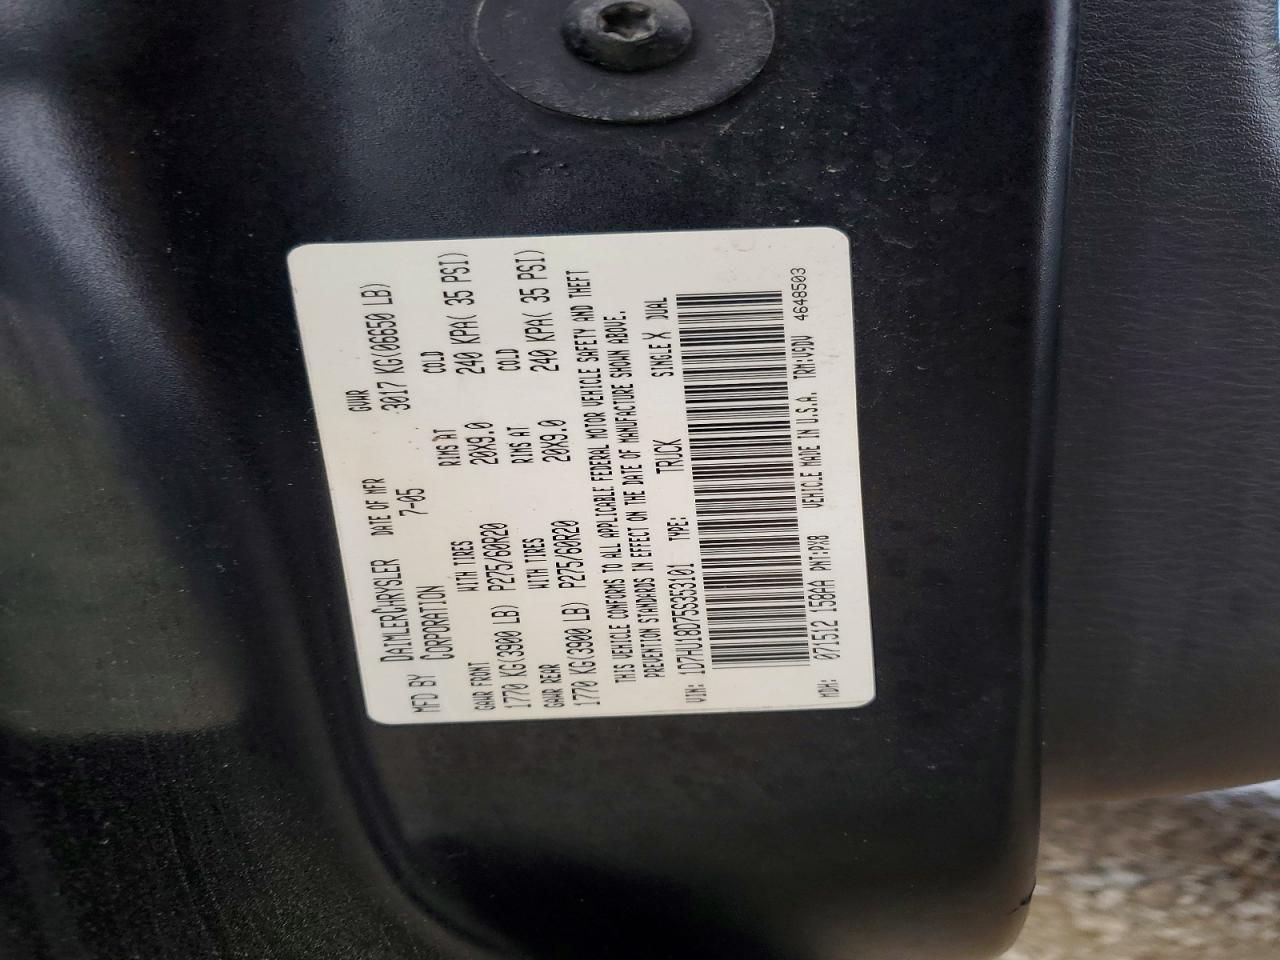 MFD BY DAIMLERCHRYSLER CORPORATION DATE OF MFR 7-05 GVWR 3017 KG(06650 LB)
GAWR FRONT WITH TIRES RIMS AT COLD
1770 KG(3900 LB) P275/60R20 20X9.0 240 KPA( 35 PSI)
GAWR REAR WITH TIRES RIMS AT COLD
1770 KG(3900 LB) P275/60R20 20X9.0 240 KPA( 35 PSI)
THIS VEHICLE CONFORMS TO ALL APPLICABLE FEDERAL MOTOR VEHICLE SAFETY AND THEFT
PREVENTION STANDARDS IN EFFECT ON THE DATE OF MANUFACTURE SHOWN ABOVE.
VIN: 1D7HU18D75S353101 TYPE: TRUCK SINGLE X DUAL
MDH: 071512 158AA PNT:PX8 VEHICLE MADE IN U.S.A. TRM:V9DV 4648503